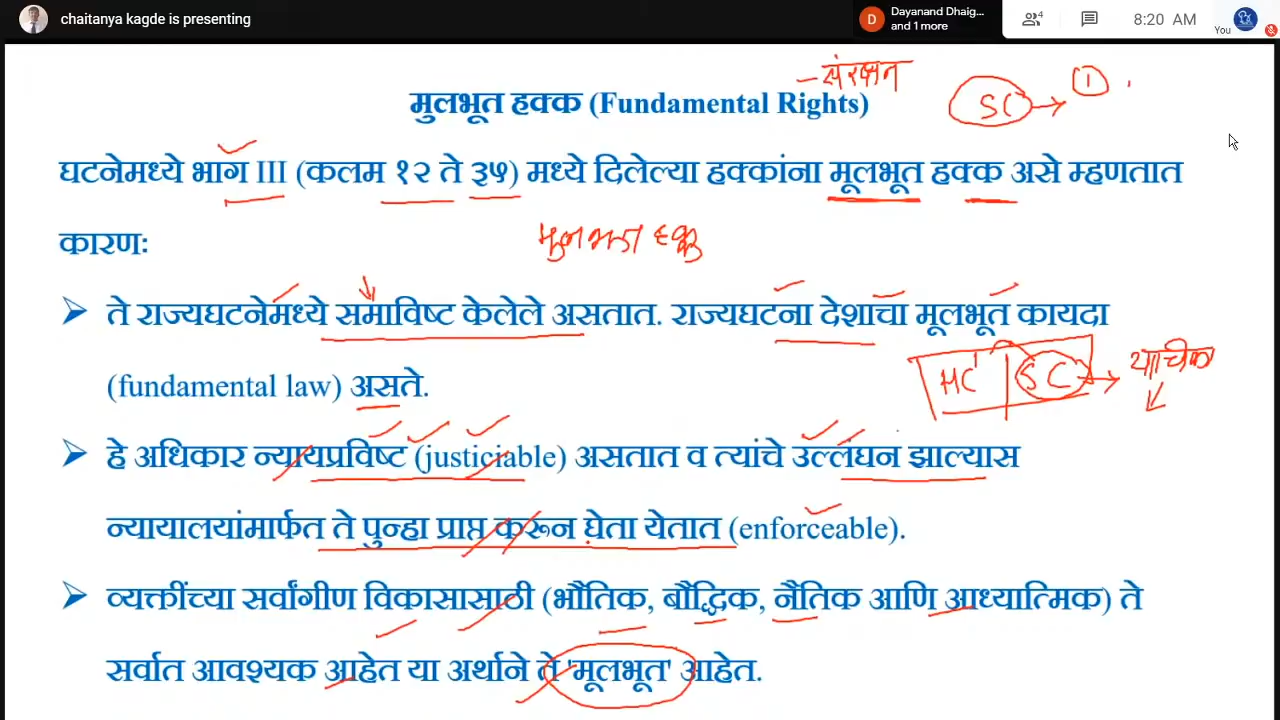 chaitanya kagde is presenting
D
Dayanand Dhaig...
and 1 more
4
8:20 AM
You
- संरक्षन
SC → 1
मुलभूत हक्क (Fundamental Rights)
घटनेमध्ये भाग III (कलम १२ ते ३५) मध्ये दिलेल्या हक्कांना मूलभूत हक्क असे म्हणतात
कारणः
ते राज्यघटनेमध्ये समाविष्ट केलेले असतात. राज्यघटना देशाचा मूलभूत कायदा
HC SC → याचिका
(fundamental law) असते.
हे अधिकार न्यायप्रविष्ट (justiciable) असतात व त्यांचे उल्लंघन झाल्यास
न्यायालयांमार्फत ते पुन्हा प्राप्त करून घेता येतात (enforceable).
व्यक्तींच्या सर्वांगीण विकासासाठी (भौतिक, बौद्धिक, नैतिक आणि आध्यात्मिक) ते
सर्वात आवश्यक आहेत या अर्थाने ते 'मूलभूत' आहेत.